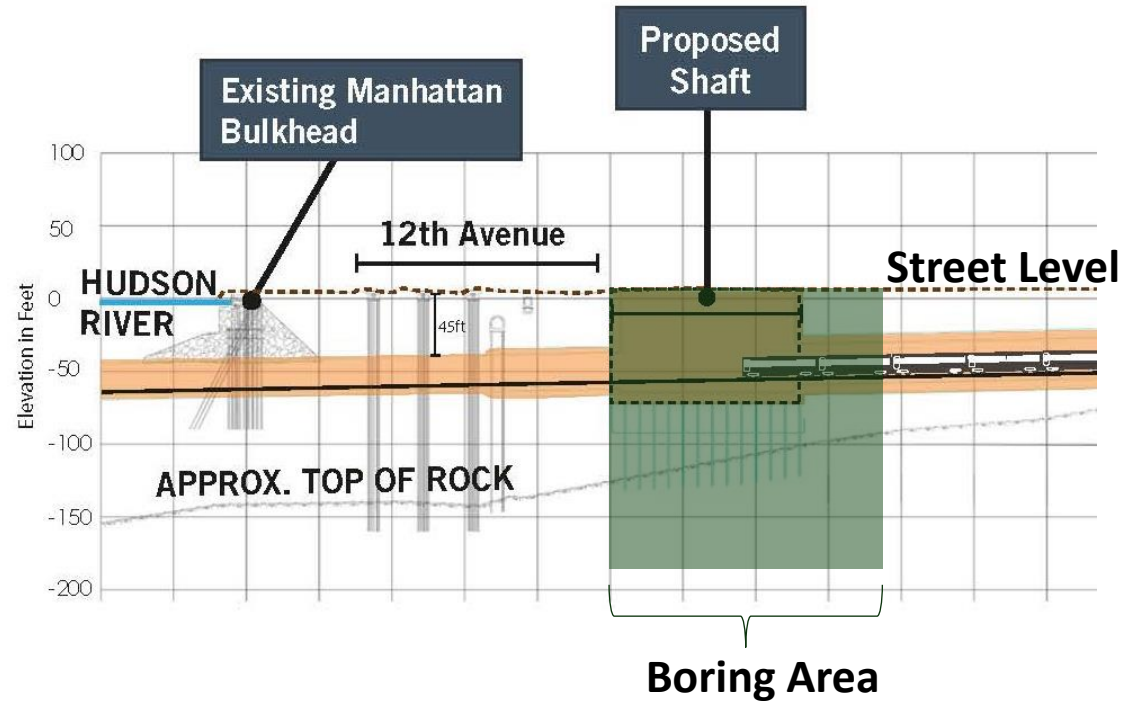 Proposed
Shaft
Existing Manhattan
Bulkhead
100
50
0
-50
-100
-150
-200
Elevation in Feet
12th Avenue
HUDSON
RIVER
Street Level
45ft
APPROX. TOP OF ROCK
Boring Area